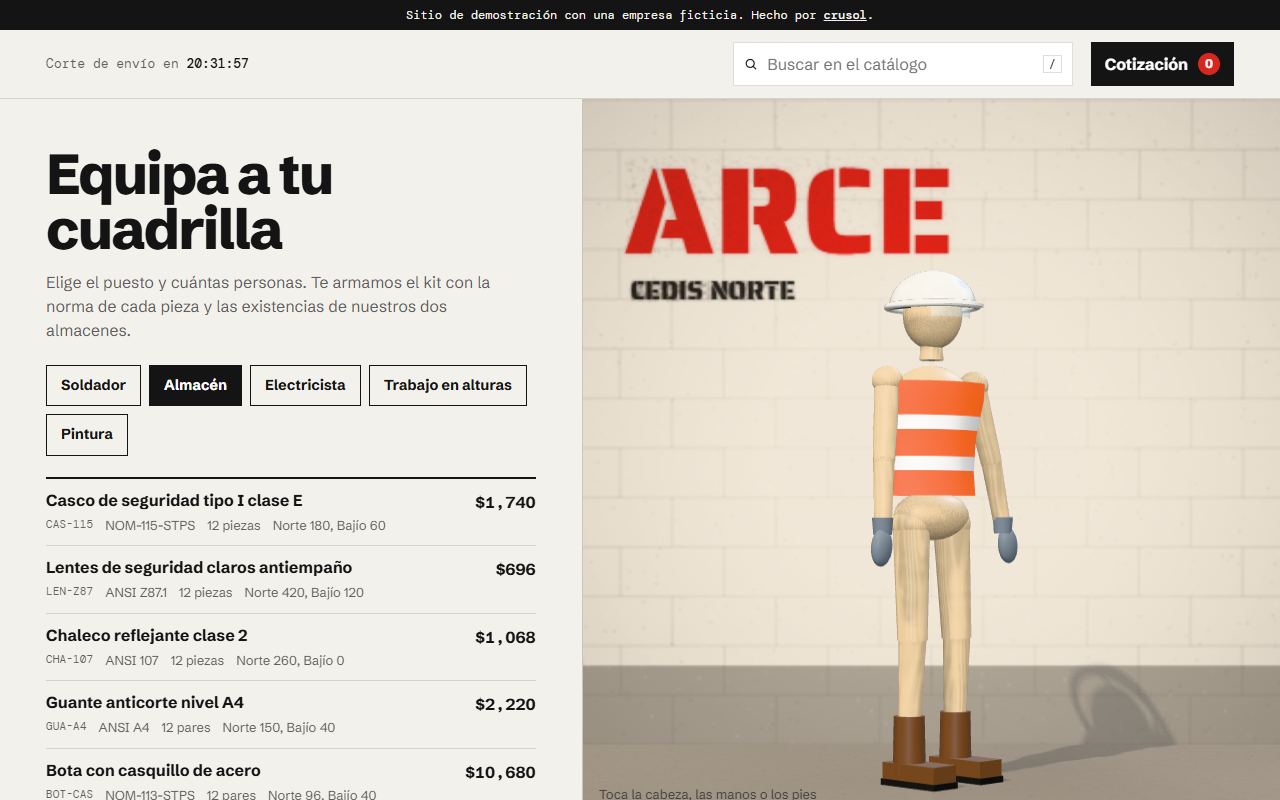 Sitio de demostración con una empresa ficticia. Hecho por crusol.
Corte de envío en 20:31:57
Buscar en el catálogo
/
Cotización 0
Equipa a tu
cuadrilla
Elige el puesto y cuántas personas. Te armamos el kit con la
norma de cada pieza y las existencias de nuestros dos
almacenes.
Soldador
Almacén
Electricista
Trabajo en alturas
Pintura
Casco de seguridad tipo I clase E $1,740
CAS-115 NOM-115-STPS 12 piezas Norte 180, Bajío 60
Lentes de seguridad claros antiempaño $696
LEN-Z87 ANSI Z87.1 12 piezas Norte 420, Bajío 120
Chaleco reflejante clase 2 $1,068
CHA-107 ANSI 107 12 piezas Norte 260, Bajío 0
Guante anticorte nivel A4 $2,220
GUA-A4 ANSI A4 12 pares Norte 150, Bajío 40
Bota con casquillo de acero $10,680
BOT-CAS NOM-113-STPS 12 pares Norte 96, Bajío 40
ARCE
CEDIS NORTE
Toca la cabeza, las manos o los pies